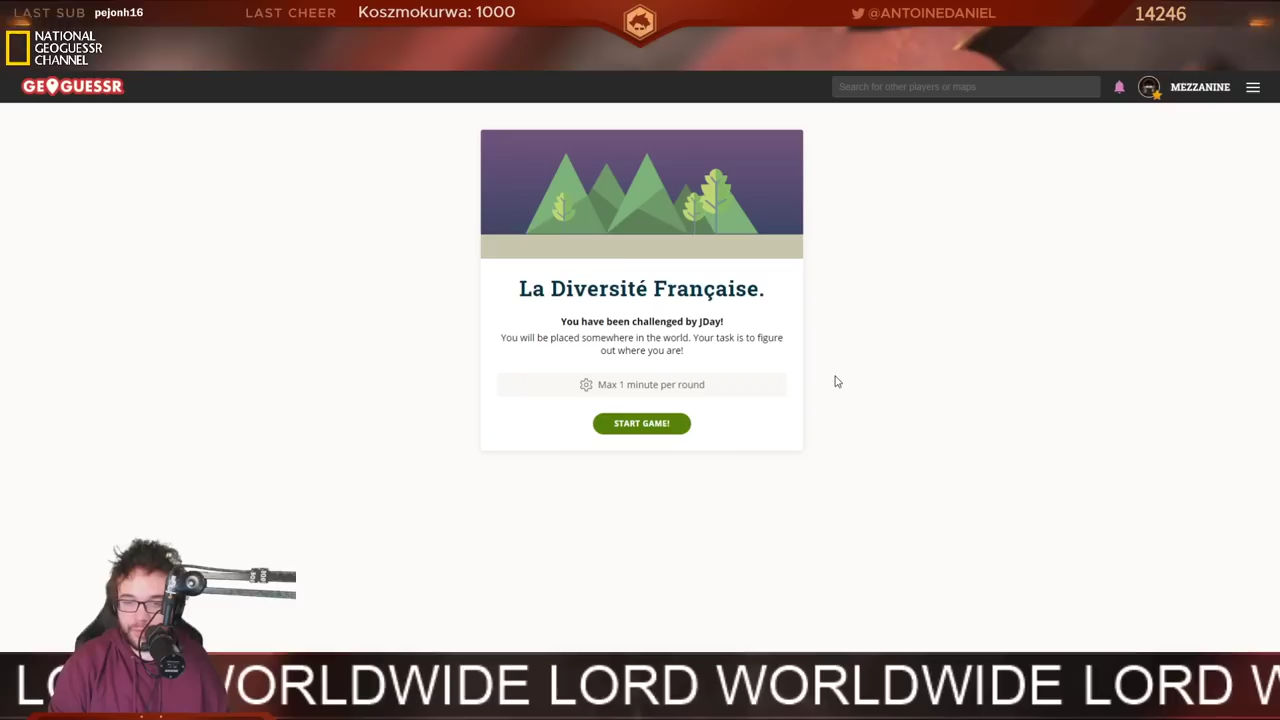 LAST SUB pejonh16 LAST CHEER Koszmokurwa: 1000 @ANTOINEDANIEL 14246
NATIONAL
GEOGUESSR
CHANNEL
GEOGUESSR
Search for other players or maps
MEZZANINE
La Diversité Française.
You have been challenged by JDay!
You will be placed somewhere in the world. Your task is to figure
out where you are!
Max 1 minute per round
START GAME!
WORLDWIDE LORD WORLDWIDE LORD